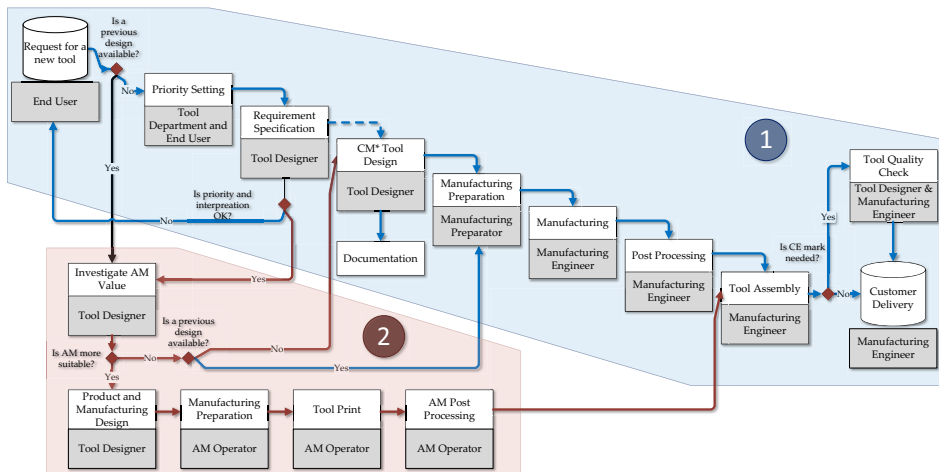 Request for a
new tool
End User
Is a
previous
design
available?
No
Yes
Priority Setting
Tool
Department and
End User
Requirement
Specification
Tool Designer
Is priority and
interpreation
OK?
No
Yes
CM* Tool
Design
Tool Designer
Documentation
Manufacturing
Preparation
Manufacturing
Preparator
Manufacturing
Manufacturing
Engineer
Post Processing
Manufacturing
Engineer
Tool Assembly
Manufacturing
Engineer
1
Is CE mark
needed?
Yes
No
Tool Quality
Check
Tool Designer &
Manufacturing
Engineer
Customer
Delivery
Manufacturing
Engineer
Investigate AM
Value
Tool Designer
Is AM more
suitable?
No
Yes
Is a previous
design
available?
No
Yes
2
Product and
Manufacturing
Design
Tool Designer
Manufacturing
Preparation
AM Operator
Tool Print
AM Operator
AM Post
Processing
AM Operator